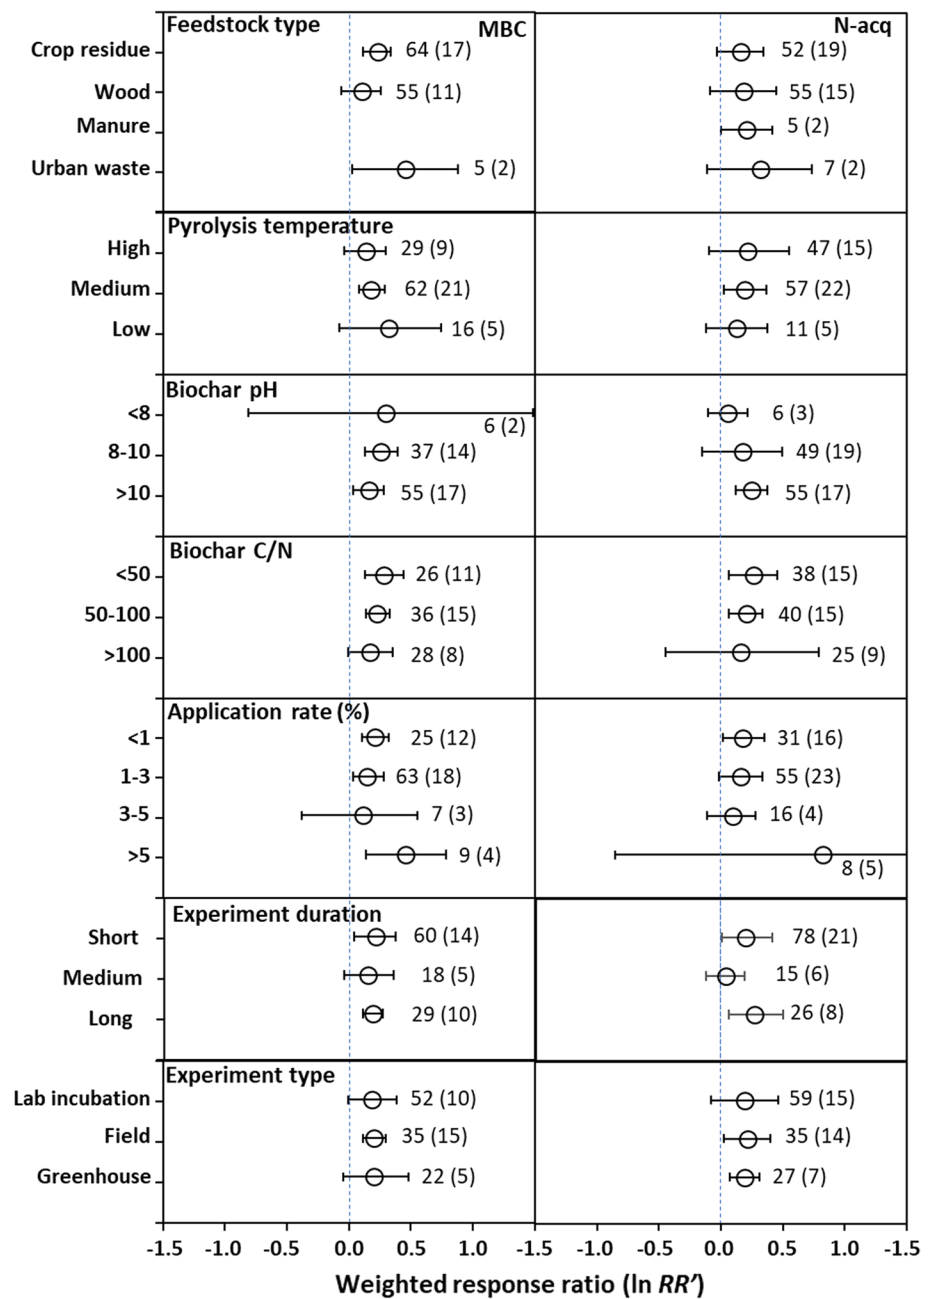 Feedstock type MBC N-acq
Crop residue 64 (17) 52 (19)
Wood 55 (11) 55 (15)
Manure 5 (2)
Urban waste 5 (2) 7 (2)
Pyrolysis temperature
High 29 (9) 47 (15)
Medium 62 (21) 57 (22)
Low 16 (5) 11 (5)
Biochar pH
<8 6 (2) 6 (3)
8-10 37 (14) 49 (19)
>10 55 (17) 55 (17)
Biochar C/N
<50 26 (11) 38 (15)
50-100 36 (15) 40 (15)
>100 28 (8) 25 (9)
Application rate (%)
<1 25 (12) 31 (16)
1-3 63 (18) 55 (23)
3-5 7 (3) 16 (4)
>5 9 (4) 8 (5)
Experiment duration
Short 60 (14) 78 (21)
Medium 18 (5) 15 (6)
Long 29 (10) 26 (8)
Experiment type
Lab incubation 52 (10) 59 (15)
Field 35 (15) 35 (14)
Greenhouse 22 (5) 27 (7)
-1.5 -1.0 -0.5 0.0 0.5 1.0 -1.5 -1.0 -0.5 0.0 0.5 1.0 -1.5
Weighted response ratio (ln RR′)